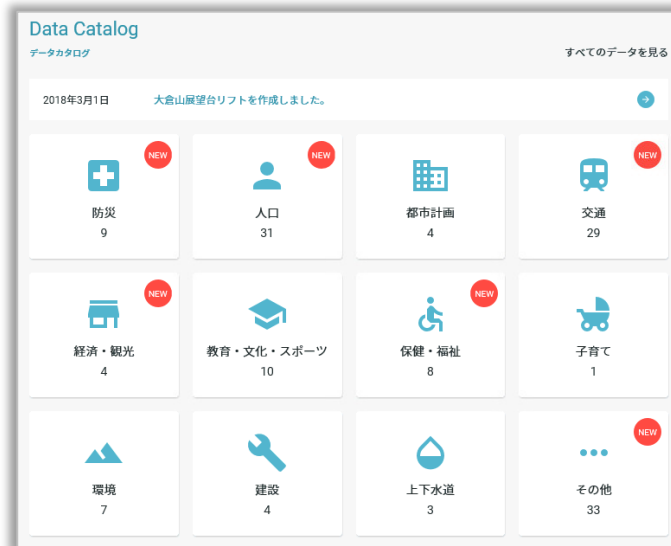 Data Catalog
データカタログ
すべてのデータを見る
2018年3月1日 大倉山展望台リフトを作成しました。
NEW NEW NEW
防災 人口 都市計画 交通
9 31 4 29
NEW NEW
経済・観光 教育・文化・スポーツ 保健・福祉 子育て
4 10 8 1
NEW
環境 建設 上下水道 その他
7 4 3 33